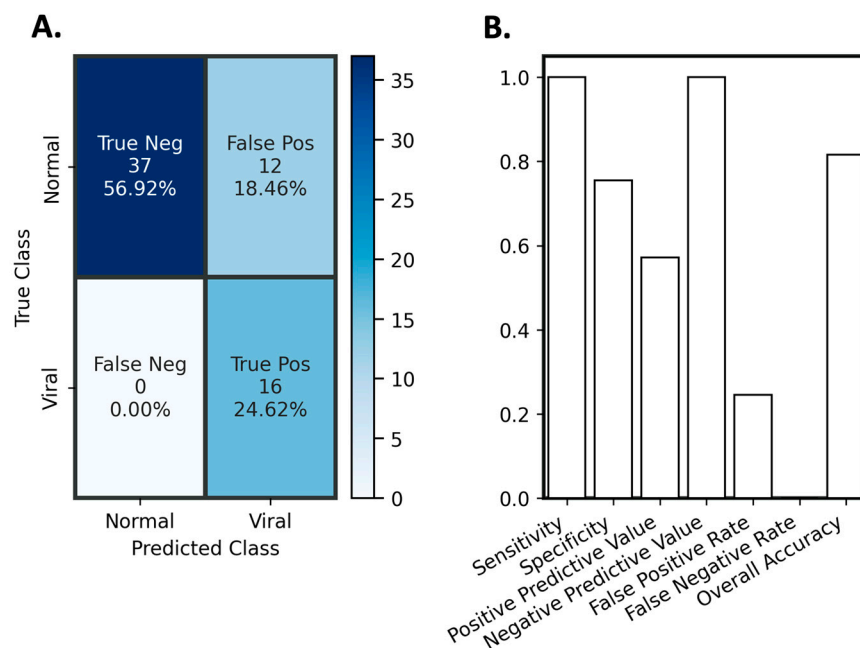 A.
True Class
Normal
Viral
True Neg
37
56.92%
False Pos
12
18.46%
False Neg
0
0.00%
True Pos
16
24.62%
Normal
Viral
Predicted Class
35
30
25
20
15
10
5
0
B.
1.0
0.8
0.6
0.4
0.2
0.0
Sensitivity
Specificity
Positive Predictive Value
Negative Predictive Value
False Positive Rate
False Negative Rate
Overall Accuracy